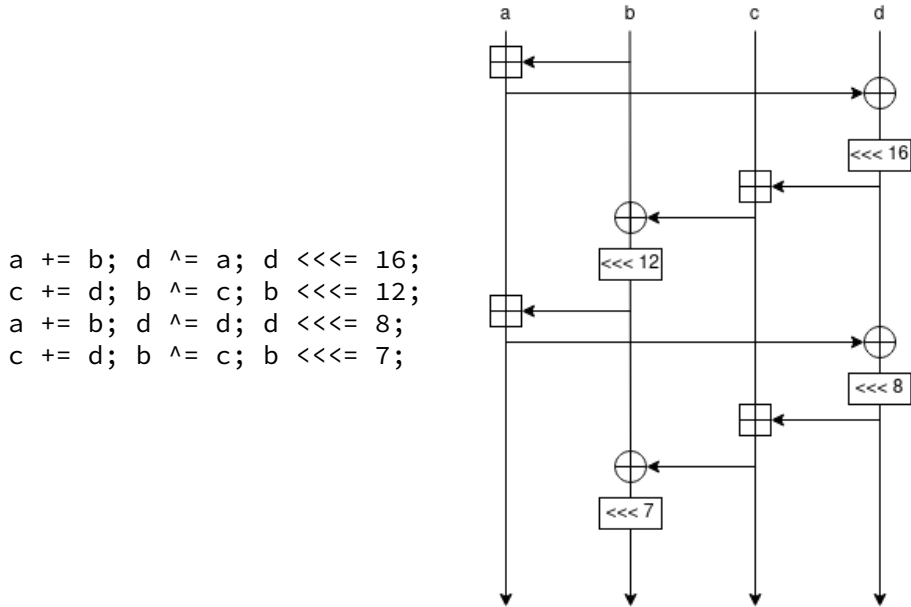 a b c d
<<< 16
<<< 12
a += b; d ^= a; d <<<= 16;
c += d; b ^= c; b <<<= 12;
a += b; d ^= d; d <<<= 8;
c += d; b ^= c; b <<<= 7;
<<< 8
<<< 7